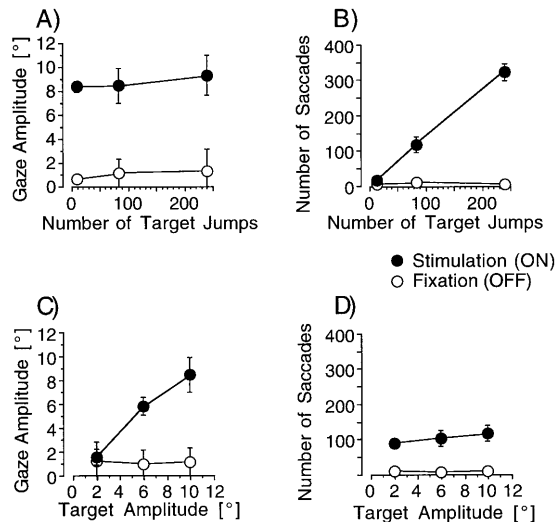 A)
Gaze Amplitude [°]
12
10
8
6
4
2
0
0 100 200
Number of Target Jumps
B)
Number of Saccades
400
300
200
100
0
0 100 200
Number of Target Jumps
Stimulation (ON)
Fixation (OFF)
C)
Gaze Amplitude [°]
12
10
8
6
4
2
0
0 2 4 6 8 10 12
Target Amplitude [°]
D)
Number of Saccades
400
300
200
100
0 2 4 6 8 10 12
Target Amplitude [°]